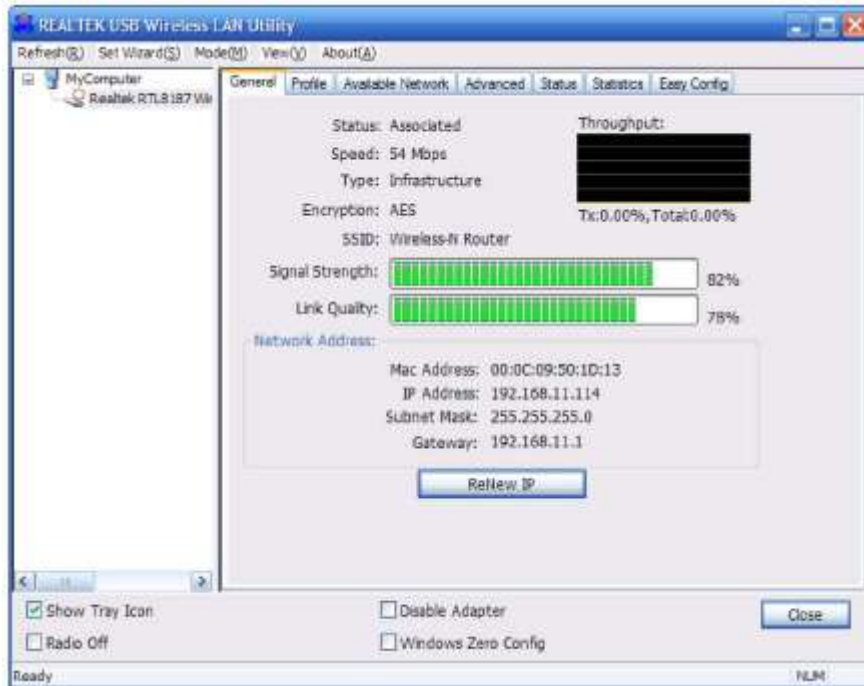 REALTEK USB Wireless LAN Utility
Refresh(R) Set Wizard(S) Mode(M) View(V) About(A)
MyComputer
Realtek RTL8187 Wir
General Profile Available Network Advanced Status Statistics Easy Config
Status: Associated
Throughput:
Speed: 54 Mbps
Type: Infrastructure
Encryption: AES
Tx:0.00%, Total:0.00%
SSID: Wireless-N Router
Signal Strength: 82%
Link Quality: 78%
Network Address:
Mac Address: 00:0C:09:50:1D:13
IP Address: 192.168.11.114
Subnet Mask: 255.255.255.0
Gateway: 192.168.11.1
ReNew IP
Show Tray Icon
Disable Adapter
Close
Radio Off
Windows Zero Config
Ready NUM